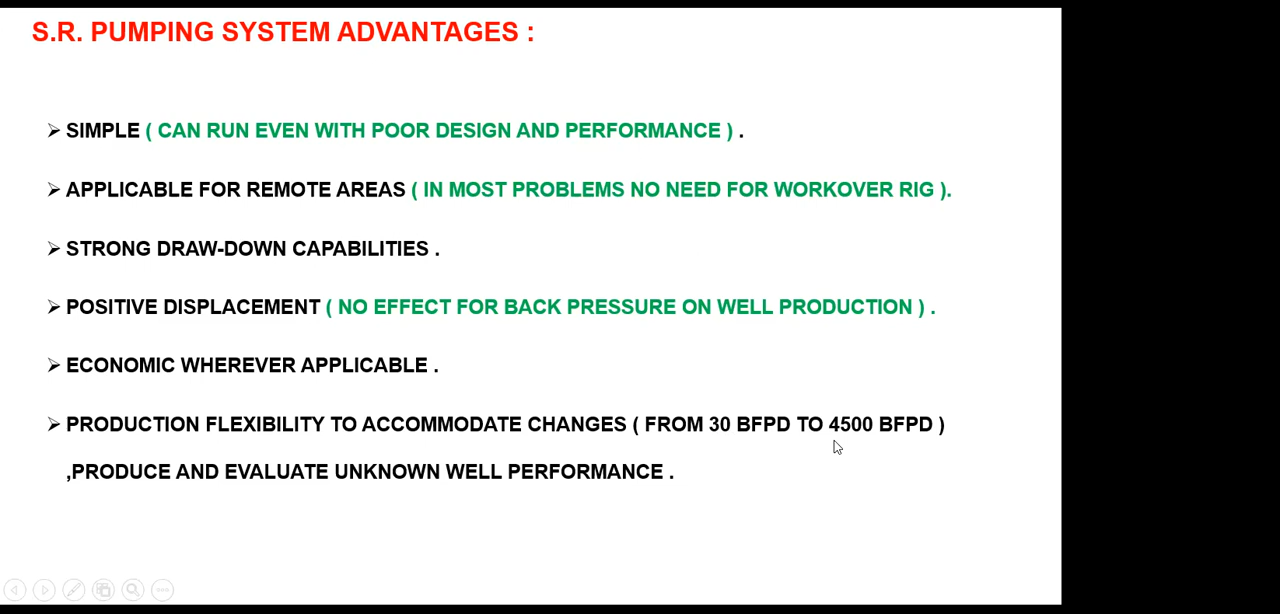 S.R. PUMPING SYSTEM ADVANTAGES :
➢ SIMPLE ( CAN RUN EVEN WITH POOR DESIGN AND PERFORMANCE ) .
➢ APPLICABLE FOR REMOTE AREAS ( IN MOST PROBLEMS NO NEED FOR WORKOVER RIG ).
➢ STRONG DRAW-DOWN CAPABILITIES .
➢ POSITIVE DISPLACEMENT ( NO EFFECT FOR BACK PRESSURE ON WELL PRODUCTION ) .
➢ ECONOMIC WHEREVER APPLICABLE .
➢ PRODUCTION FLEXIBILITY TO ACCOMMODATE CHANGES ( FROM 30 BFPD TO 4500 BFPD )
,PRODUCE AND EVALUATE UNKNOWN WELL PERFORMANCE .